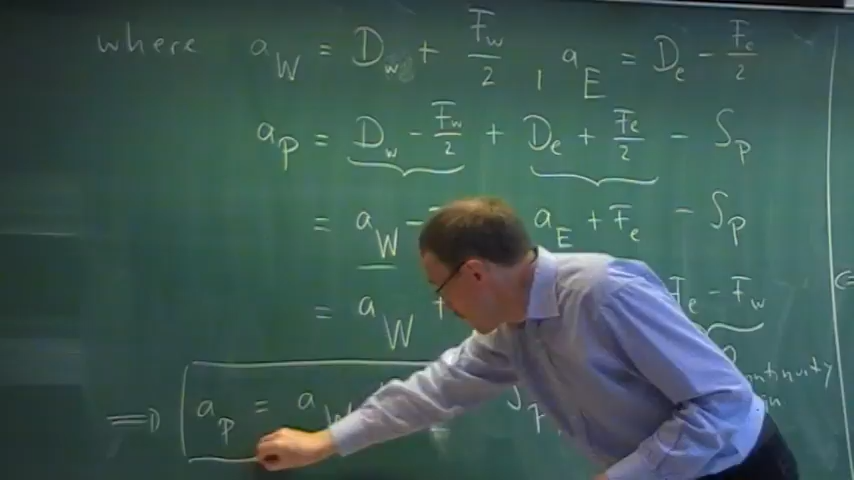 where a_W = D_w + F_w/2 , a_E = D_e - F_e/2
a_P = D_w - F_w/2 + D_e + F_e/2 - S_P
= a_W - a_E + F_e - S_P
= a_W + F_e - F_w
⇒ a_P = a_W S_P